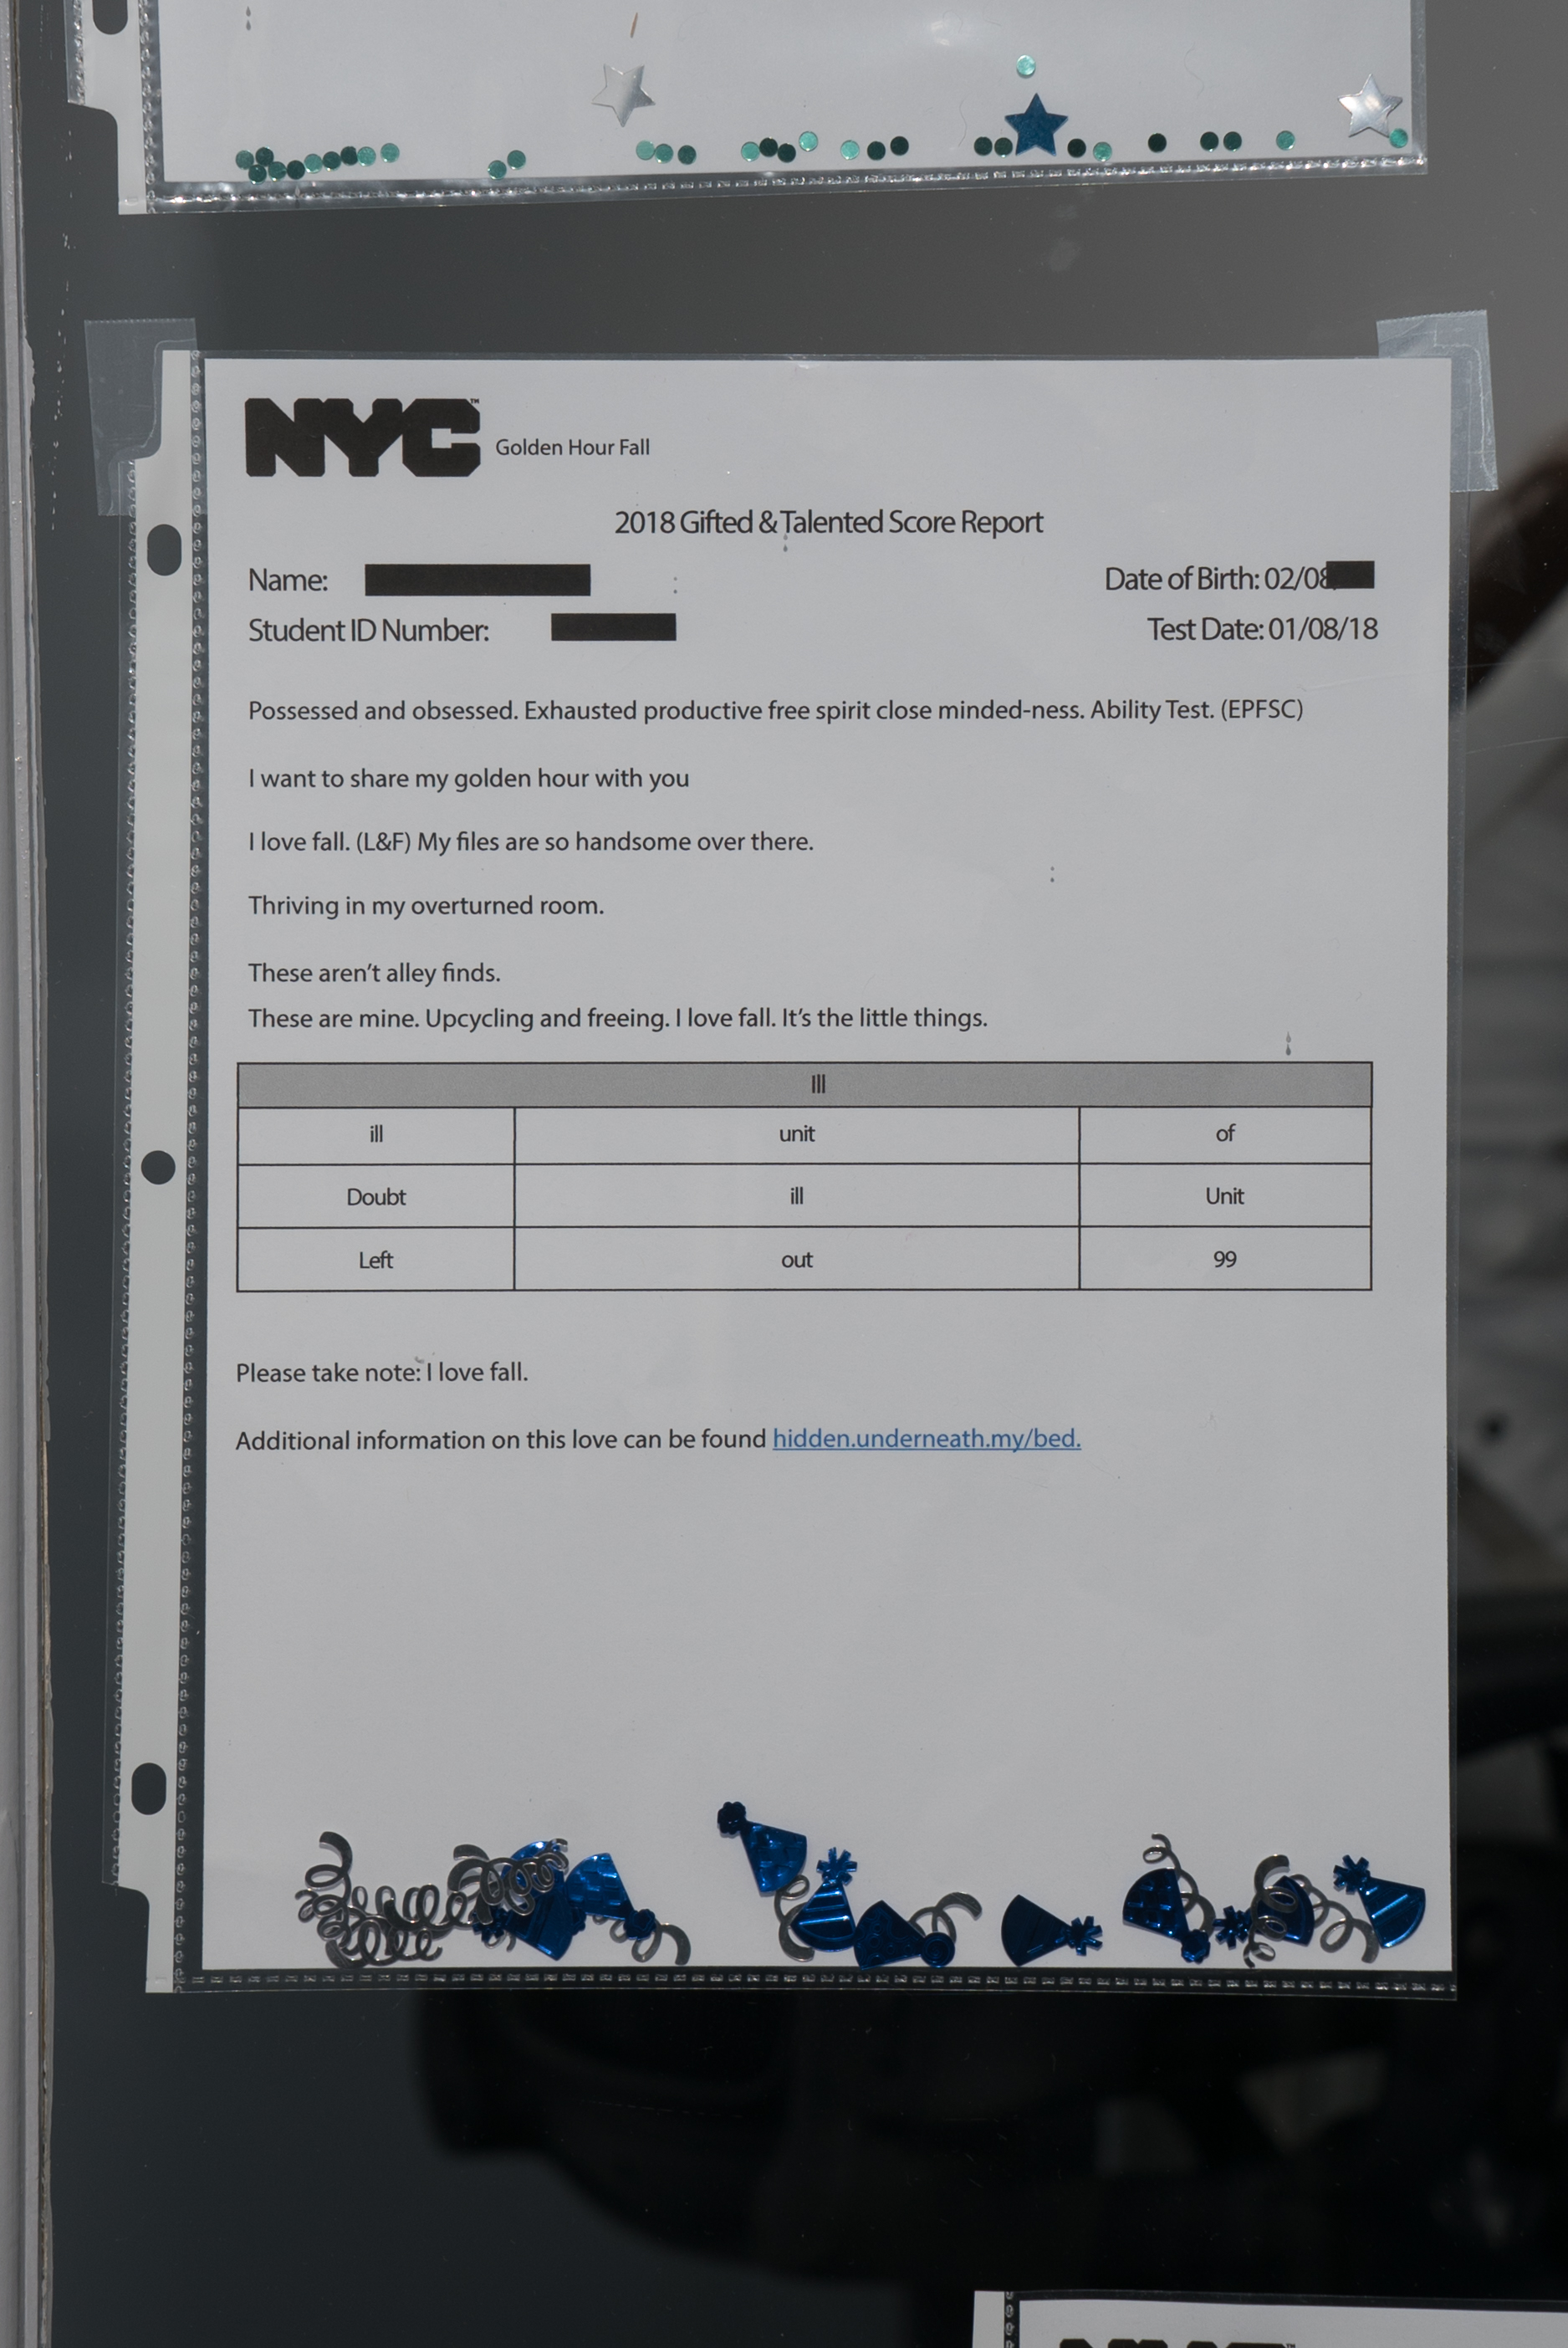 NYC™ Golden Hour Fall
2018 Gifted & Talented Score Report
Name: Date of Birth: 02/08
Student ID Number: Test Date: 01/08/18
Possessed and obsessed. Exhausted productive free spirit close minded-ness. Ability Test. (EPFSC)
I want to share my golden hour with you
I love fall. (L&F) My files are so handsome over there.
Thriving in my overturned room.
These aren't alley finds.
These are mine. Upcycling and freeing. I love fall. It's the little things.
Ill
ill unit of
Doubt ill Unit
Left out 99
Please take note: I love fall.
Additional information on this love can be found hidden.underneath.my/bed.